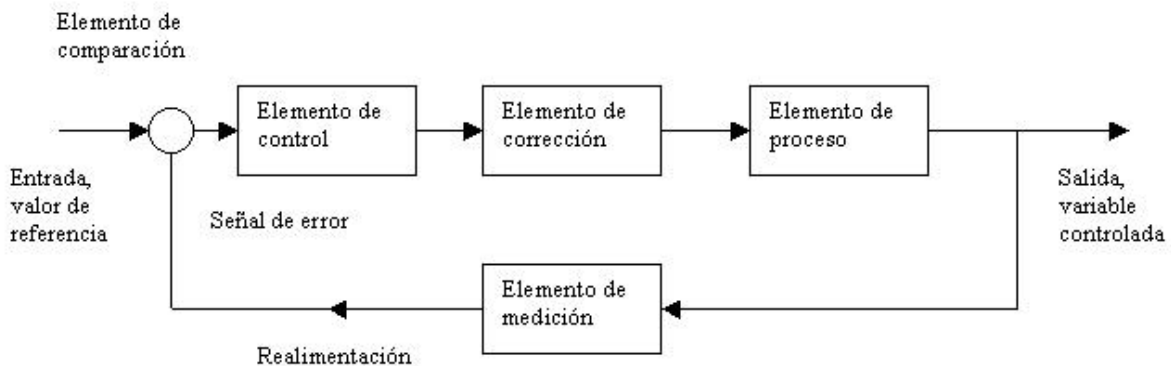 Elemento de
comparación
Elemento de
control
Elemento de
corrección
Elemento de
proceso
Entrada,
valor de
referencia
Señal de error
Salida,
variable
controlada
Elemento de
medición
Realimentación